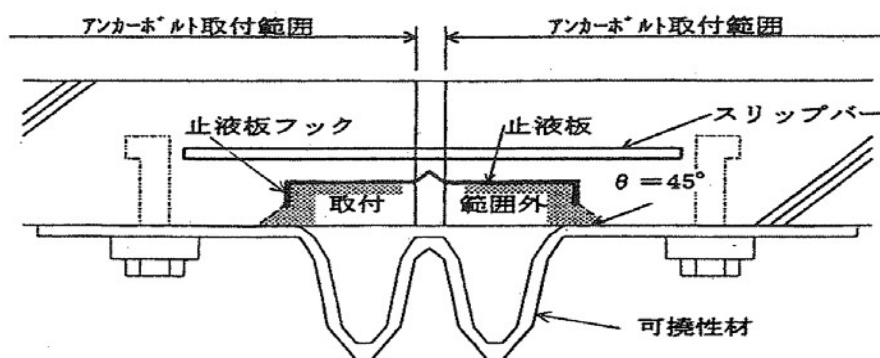 アンカーボルト取付範囲
アンカーボルト取付範囲
止液板フック
止液板
スリップバー
θ=45°
取付
範囲外
可撓性材